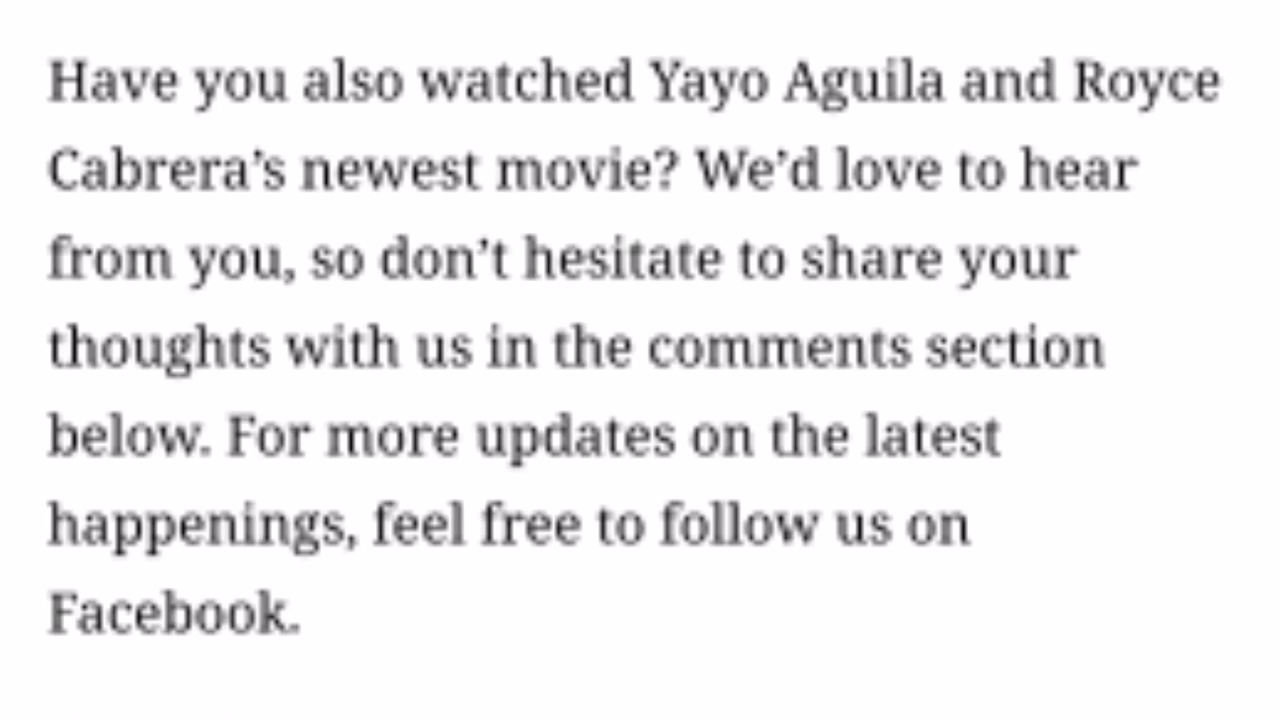 Have you also watched Yayo Aguila and Royce
Cabrera’s newest movie? We’d love to hear
from you, so don’t hesitate to share your
thoughts with us in the comments section
below. For more updates on the latest
happenings, feel free to follow us on
Facebook.